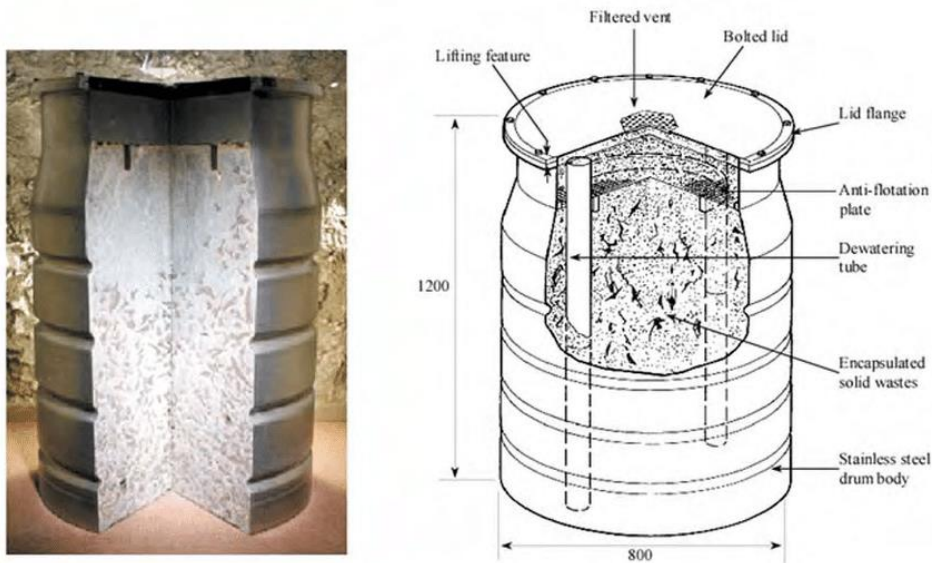 Filtered vent
Bolted lid
Lifting feature
Lid flange
Anti-flotation
plate
Dewatering
tube
1200
Encapsulated
solid wastes
Stainless steel
drum body
800